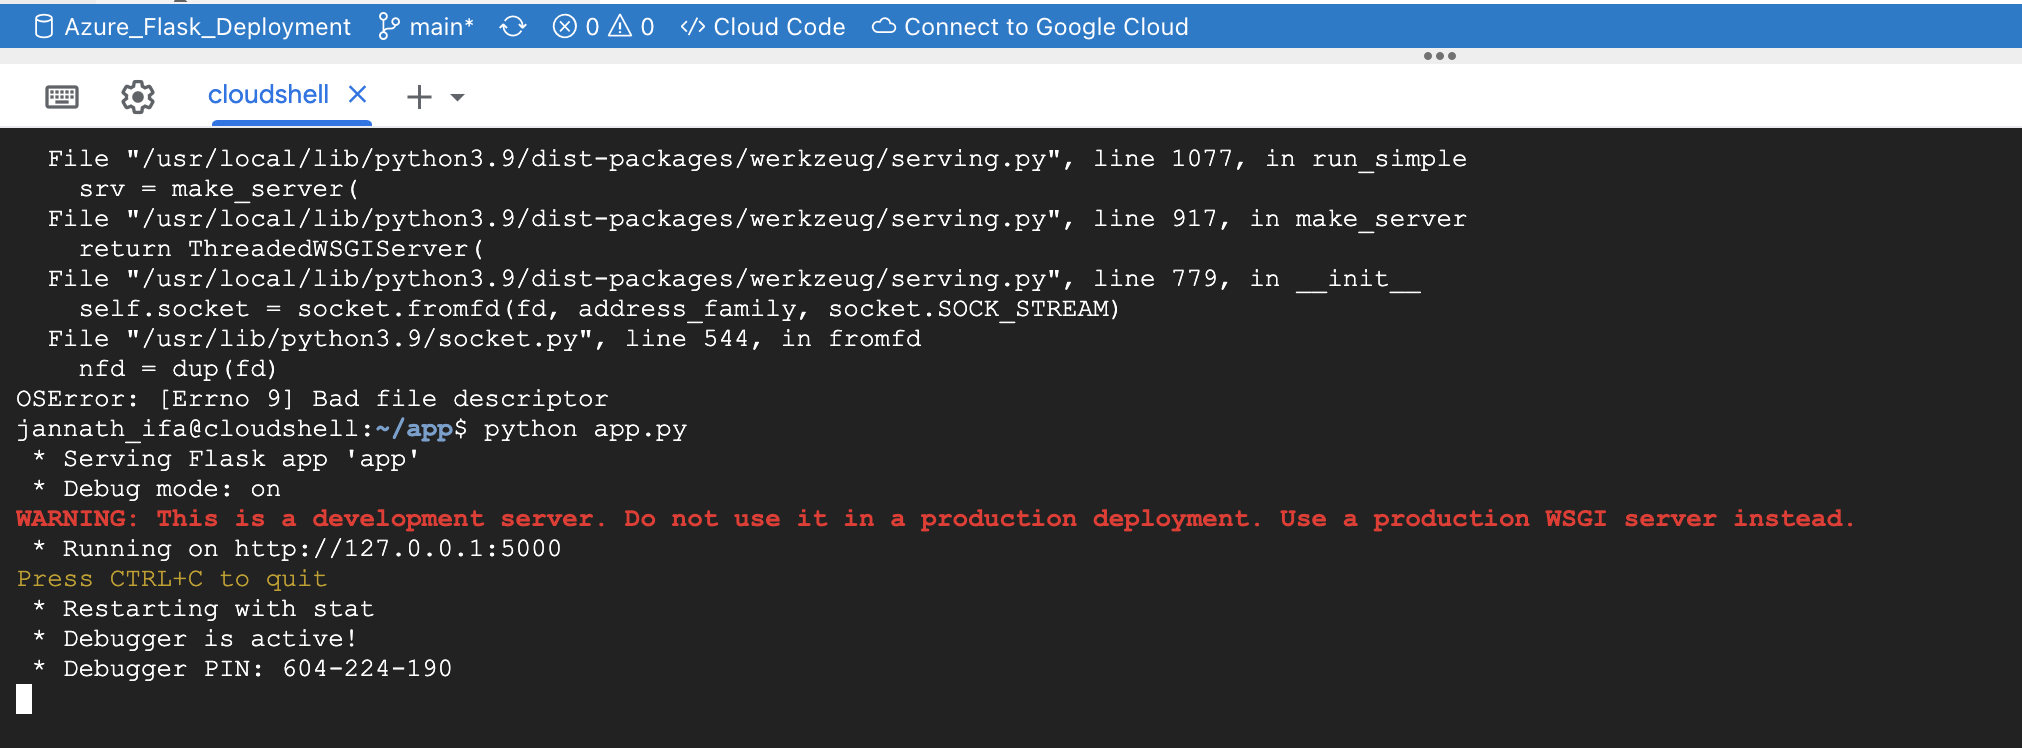 Azure_Flask_Deployment main* 0 0 Cloud Code Connect to Google Cloud
cloudshell
  File "/usr/local/lib/python3.9/dist-packages/werkzeug/serving.py", line 1077, in run_simple
    srv = make_server(
  File "/usr/local/lib/python3.9/dist-packages/werkzeug/serving.py", line 917, in make_server
    return ThreadedWSGIServer(
  File "/usr/local/lib/python3.9/dist-packages/werkzeug/serving.py", line 779, in __init__
    self.socket = socket.fromfd(fd, address_family, socket.SOCK_STREAM)
  File "/usr/lib/python3.9/socket.py", line 544, in fromfd
    nfd = dup(fd)
OSError: [Errno 9] Bad file descriptor
jannath_ifa@cloudshell:~/app$ python app.py
 * Serving Flask app 'app'
 * Debug mode: on
WARNING: This is a development server. Do not use it in a production deployment. Use a production WSGI server instead.
 * Running on http://127.0.0.1:5000
Press CTRL+C to quit
 * Restarting with stat
 * Debugger is active!
 * Debugger PIN: 604-224-190